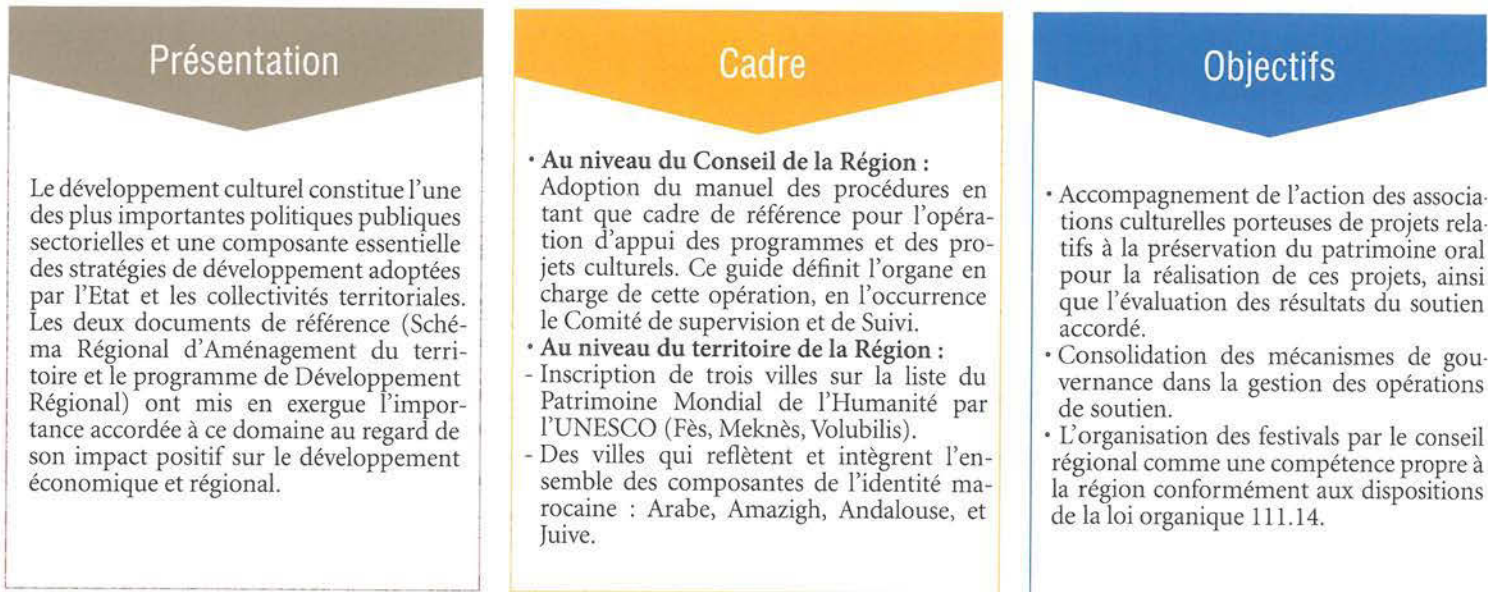 Présentation
Le développement culturel constitue l’une
des plus importantes politiques publiques
sectorielles et une composante essentielle
des stratégies de développement adoptées
par l’Etat et les collectivités territoriales.
Les deux documents de référence (Sché-
ma Régional d’Aménagement du terri-
toire et le programme de Développement
Régional) ont mis en exergue l’impor-
tance accordée à ce domaine au regard de
son impact positif sur le développement
économique et régional.
Cadre
• Au niveau du Conseil de la Région :
Adoption du manuel des procédures en
tant que cadre de référence pour l’opéra-
tion d’appui des programmes et des pro-
jets culturels. Ce guide définit l’organe en
charge de cette opération, en l’occurrence
le Comité de supervision et de Suivi.
• Au niveau du territoire de la Région :
- Inscription de trois villes sur la liste du
Patrimoine Mondial de l’Humanité par
l’UNESCO (Fès, Meknès, Volubilis).
- Des villes qui reflètent et intègrent l’en-
semble des composantes de l’identité ma-
rocaine : Arabe, Amazigh, Andalouse, et
Juive.
Objectifs
• Accompagnement de l’action des associa-
tions culturelles porteuses de projets rela-
tifs à la préservation du patrimoine oral
pour la réalisation de ces projets, ainsi
que l’évaluation des résultats du soutien
accordé.
• Consolidation des mécanismes de gou-
vernance dans la gestion des opérations
de soutien.
• L’organisation des festivals par le conseil
régional comme une compétence propre à
la région conformément aux dispositions
de la loi organique 111.14.